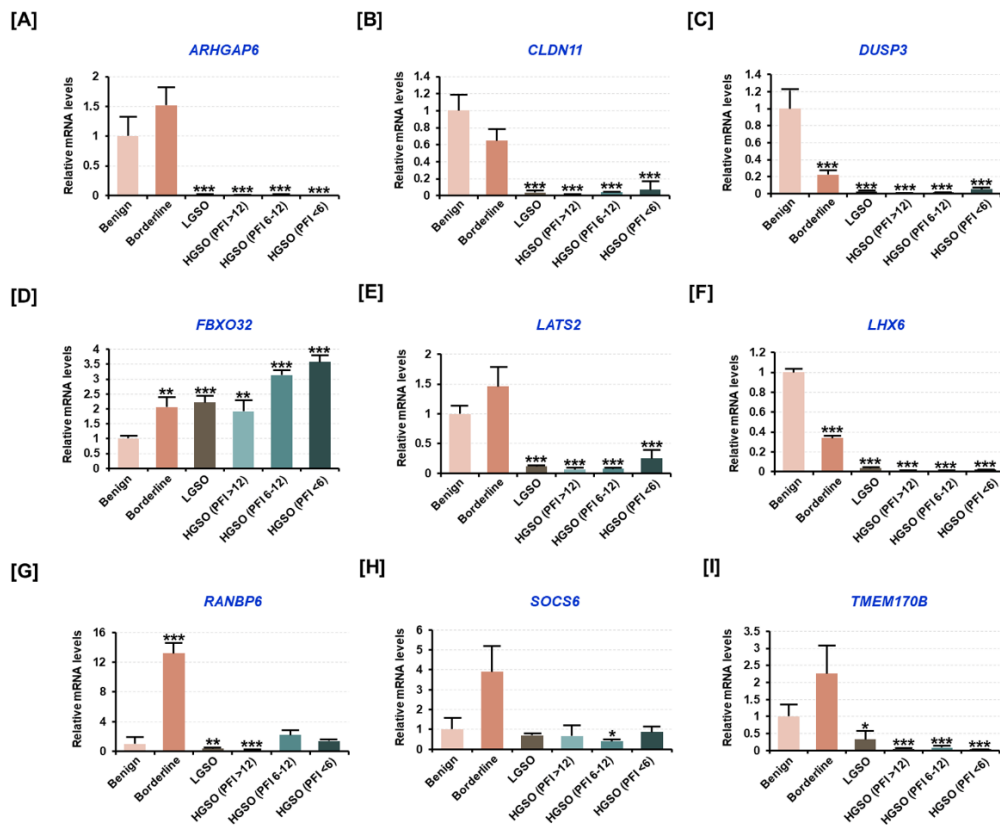 [A]
ARHGAP6
Relative mRNA levels
2
1.5
1
0.5
0
*** *** *** ***
Benign
Borderline
LGSO
HGSO (PFI >12)
HGSO (PFI 6-12)
HGSO (PFI <6)
[B]
CLDN11
Relative mRNA levels
1.4
1.2
1
0.8
0.6
0.4
0.2
0
*** *** *** ***
Benign
Borderline
LGSO
HGSO (PFI >12)
HGSO (PFI 6-12)
HGSO (PFI <6)
[C]
DUSP3
Relative mRNA levels
1.4
1.2
1
0.8
0.6
0.4
0.2
0
*** *** *** *** ***
Benign
Borderline
LGSO
HGSO (PFI >12)
HGSO (PFI 6-12)
HGSO (PFI <6)
[D]
FBXO32
Relative mRNA levels
4
3.5
3
2.5
2
1.5
1
0.5
0
** *** ** *** ***
Benign
Borderline
LGSO
HGSO (PFI >12)
HGSO (PFI 6-12)
HGSO (PFI <6)
[E]
LATS2
Relative mRNA levels
2
1.5
1
0.5
0
*** *** *** ***
Benign
Borderline
LGSO
HGSO (PFI >12)
HGSO (PFI 6-12)
HGSO (PFI <6)
[F]
LHX6
Relative mRNA levels
1.2
1
0.8
0.6
0.4
0.2
0
*** *** *** *** ***
Benign
Borderline
LGSO
HGSO (PFI >12)
HGSO (PFI 6-12)
HGSO (PFI <6)
[G]
RANBP6
Relative mRNA levels
16
12
8
4
0
*** ** ***
Benign
Borderline
LGSO
HGSO (PFI >12)
HGSO (PFI 6-12)
HGSO (PFI <6)
[H]
SOCS6
Relative mRNA levels
6
5
4
3
2
1
0
*
Benign
Borderline
LGSO
HGSO (PFI >12)
HGSO (PFI 6-12)
HGSO (PFI <6)
[I]
TMEM170B
Relative mRNA levels
3.5
3
2.5
2
1.5
1
0.5
0
* *** *** ***
Benign
Borderline
LGSO
HGSO (PFI >12)
HGSO (PFI 6-12)
HGSO (PFI <6)